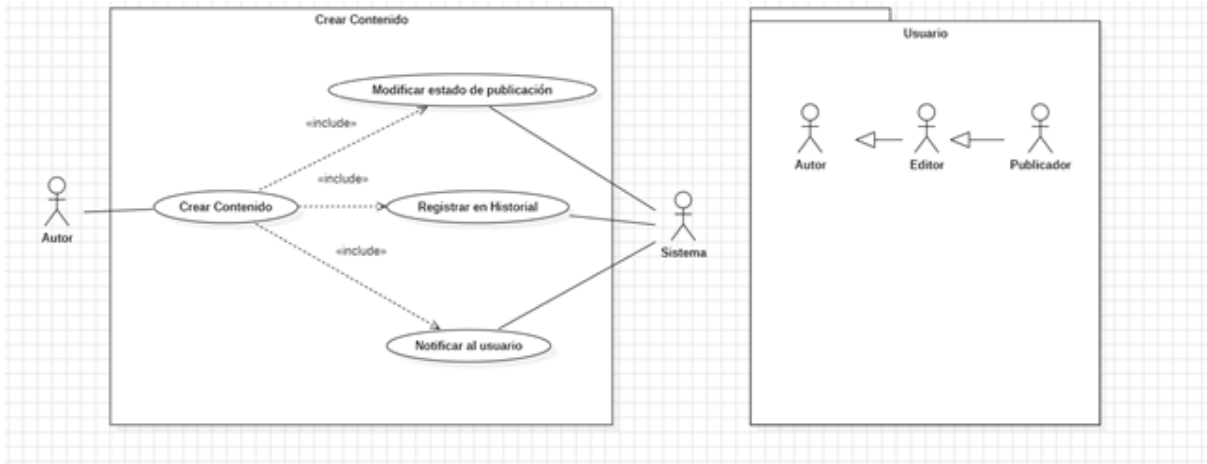 Crear Contenido
Modificar estado de publicación
«include»
«include»
Crear Contenido
Registrar en Historial
Autor
«include»
Sistema
Notificar al usuario
Usuario
Autor
Editor
Publicador